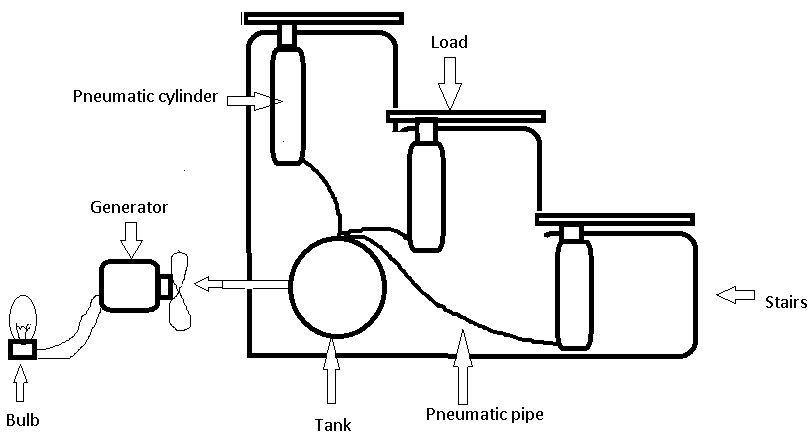 Load
Pneumatic cylinder
Generator
Stairs
Bulb
Tank
Pneumatic pipe